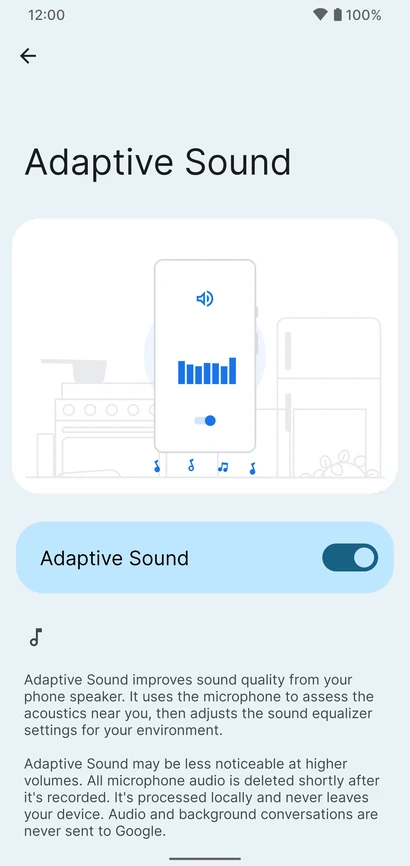 12:00
100%
Adaptive Sound
Adaptive Sound
Adaptive Sound improves sound quality from your
phone speaker. It uses the microphone to assess the
acoustics near you, then adjusts the sound equalizer
settings for your environment.
Adaptive Sound may be less noticeable at higher
volumes. All microphone audio is deleted shortly after
it's recorded. It's processed locally and never leaves
your device. Audio and background conversations are
never sent to Google.